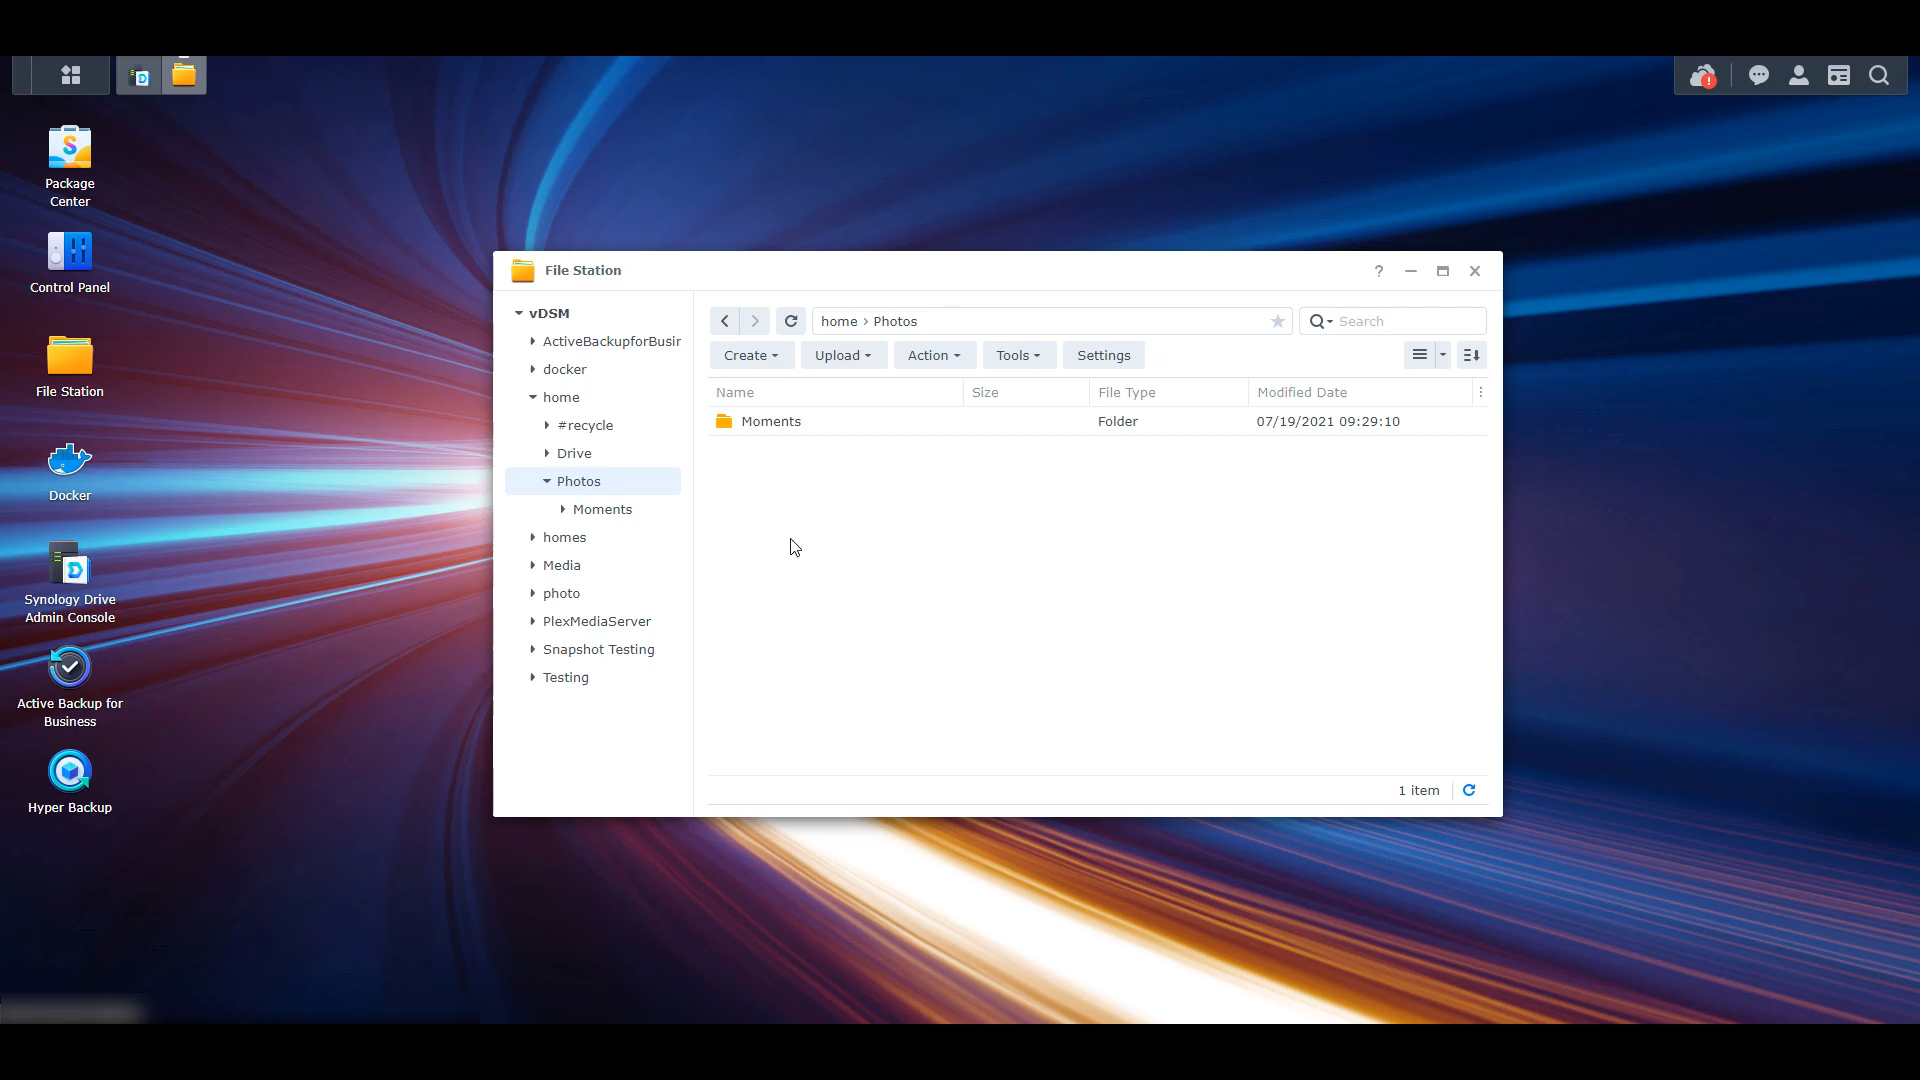 Package
Center
Control Panel
File Station
Docker
Synology Drive
Admin Console
Active Backup for
Business
Hyper Backup
File Station
?
vDSM
ActiveBackupforBusir
docker
home
#recycle
Drive
Photos
Moments
homes
Media
photo
PlexMediaServer
Snapshot Testing
Testing
home › Photos
Search
Create Upload Action Tools Settings
Name Size File Type Modified Date
Moments Folder 07/19/2021 09:29:10
1 item